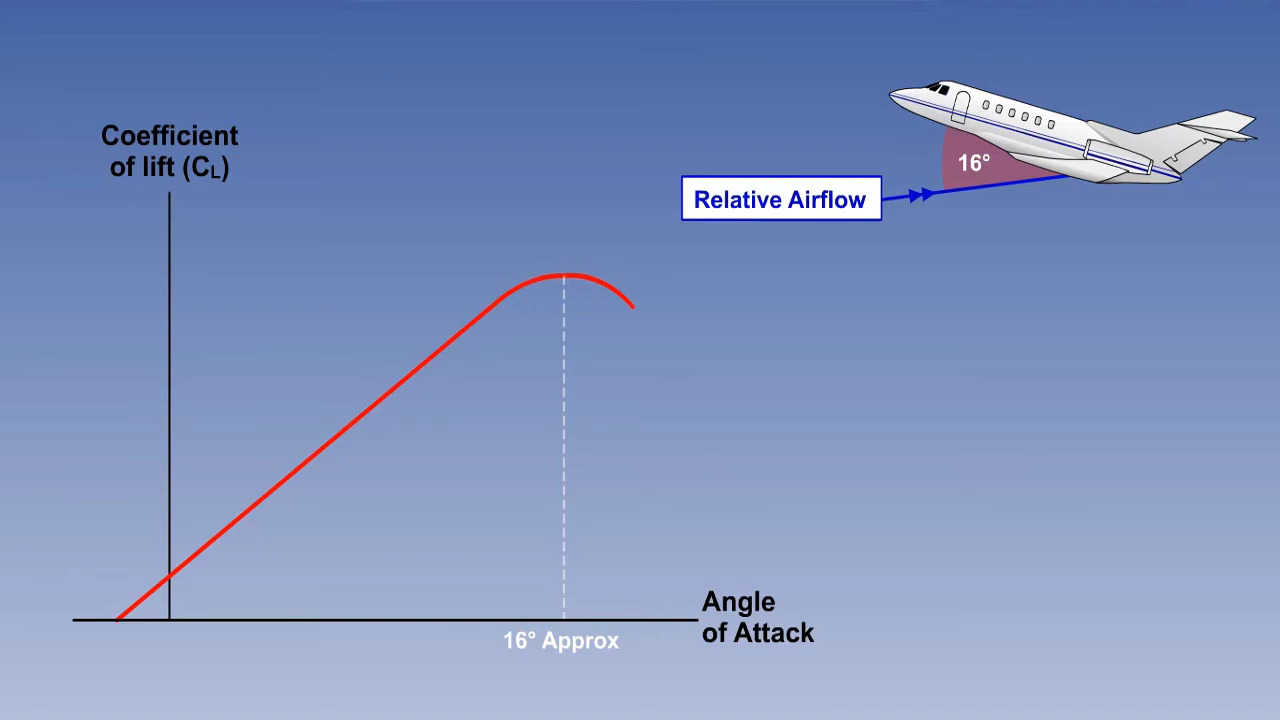 Coefficient
of lift (CL)
16°
Relative Airflow
Angle
of Attack
16° Approx